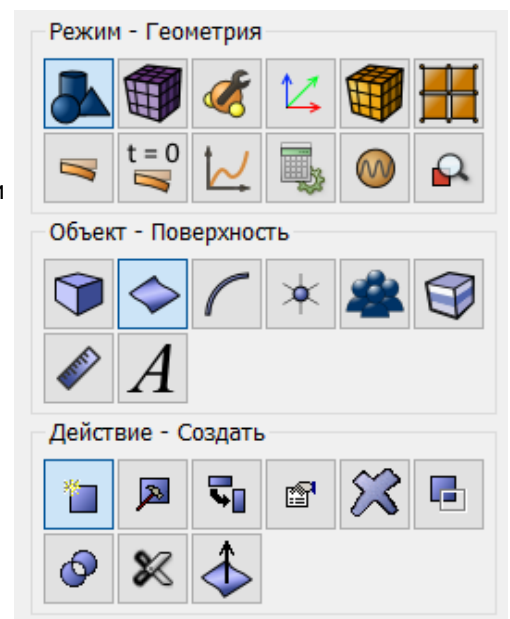 Режим - Геометрия
t = 0
и
Объект - Поверхность
A
Действие - Создать